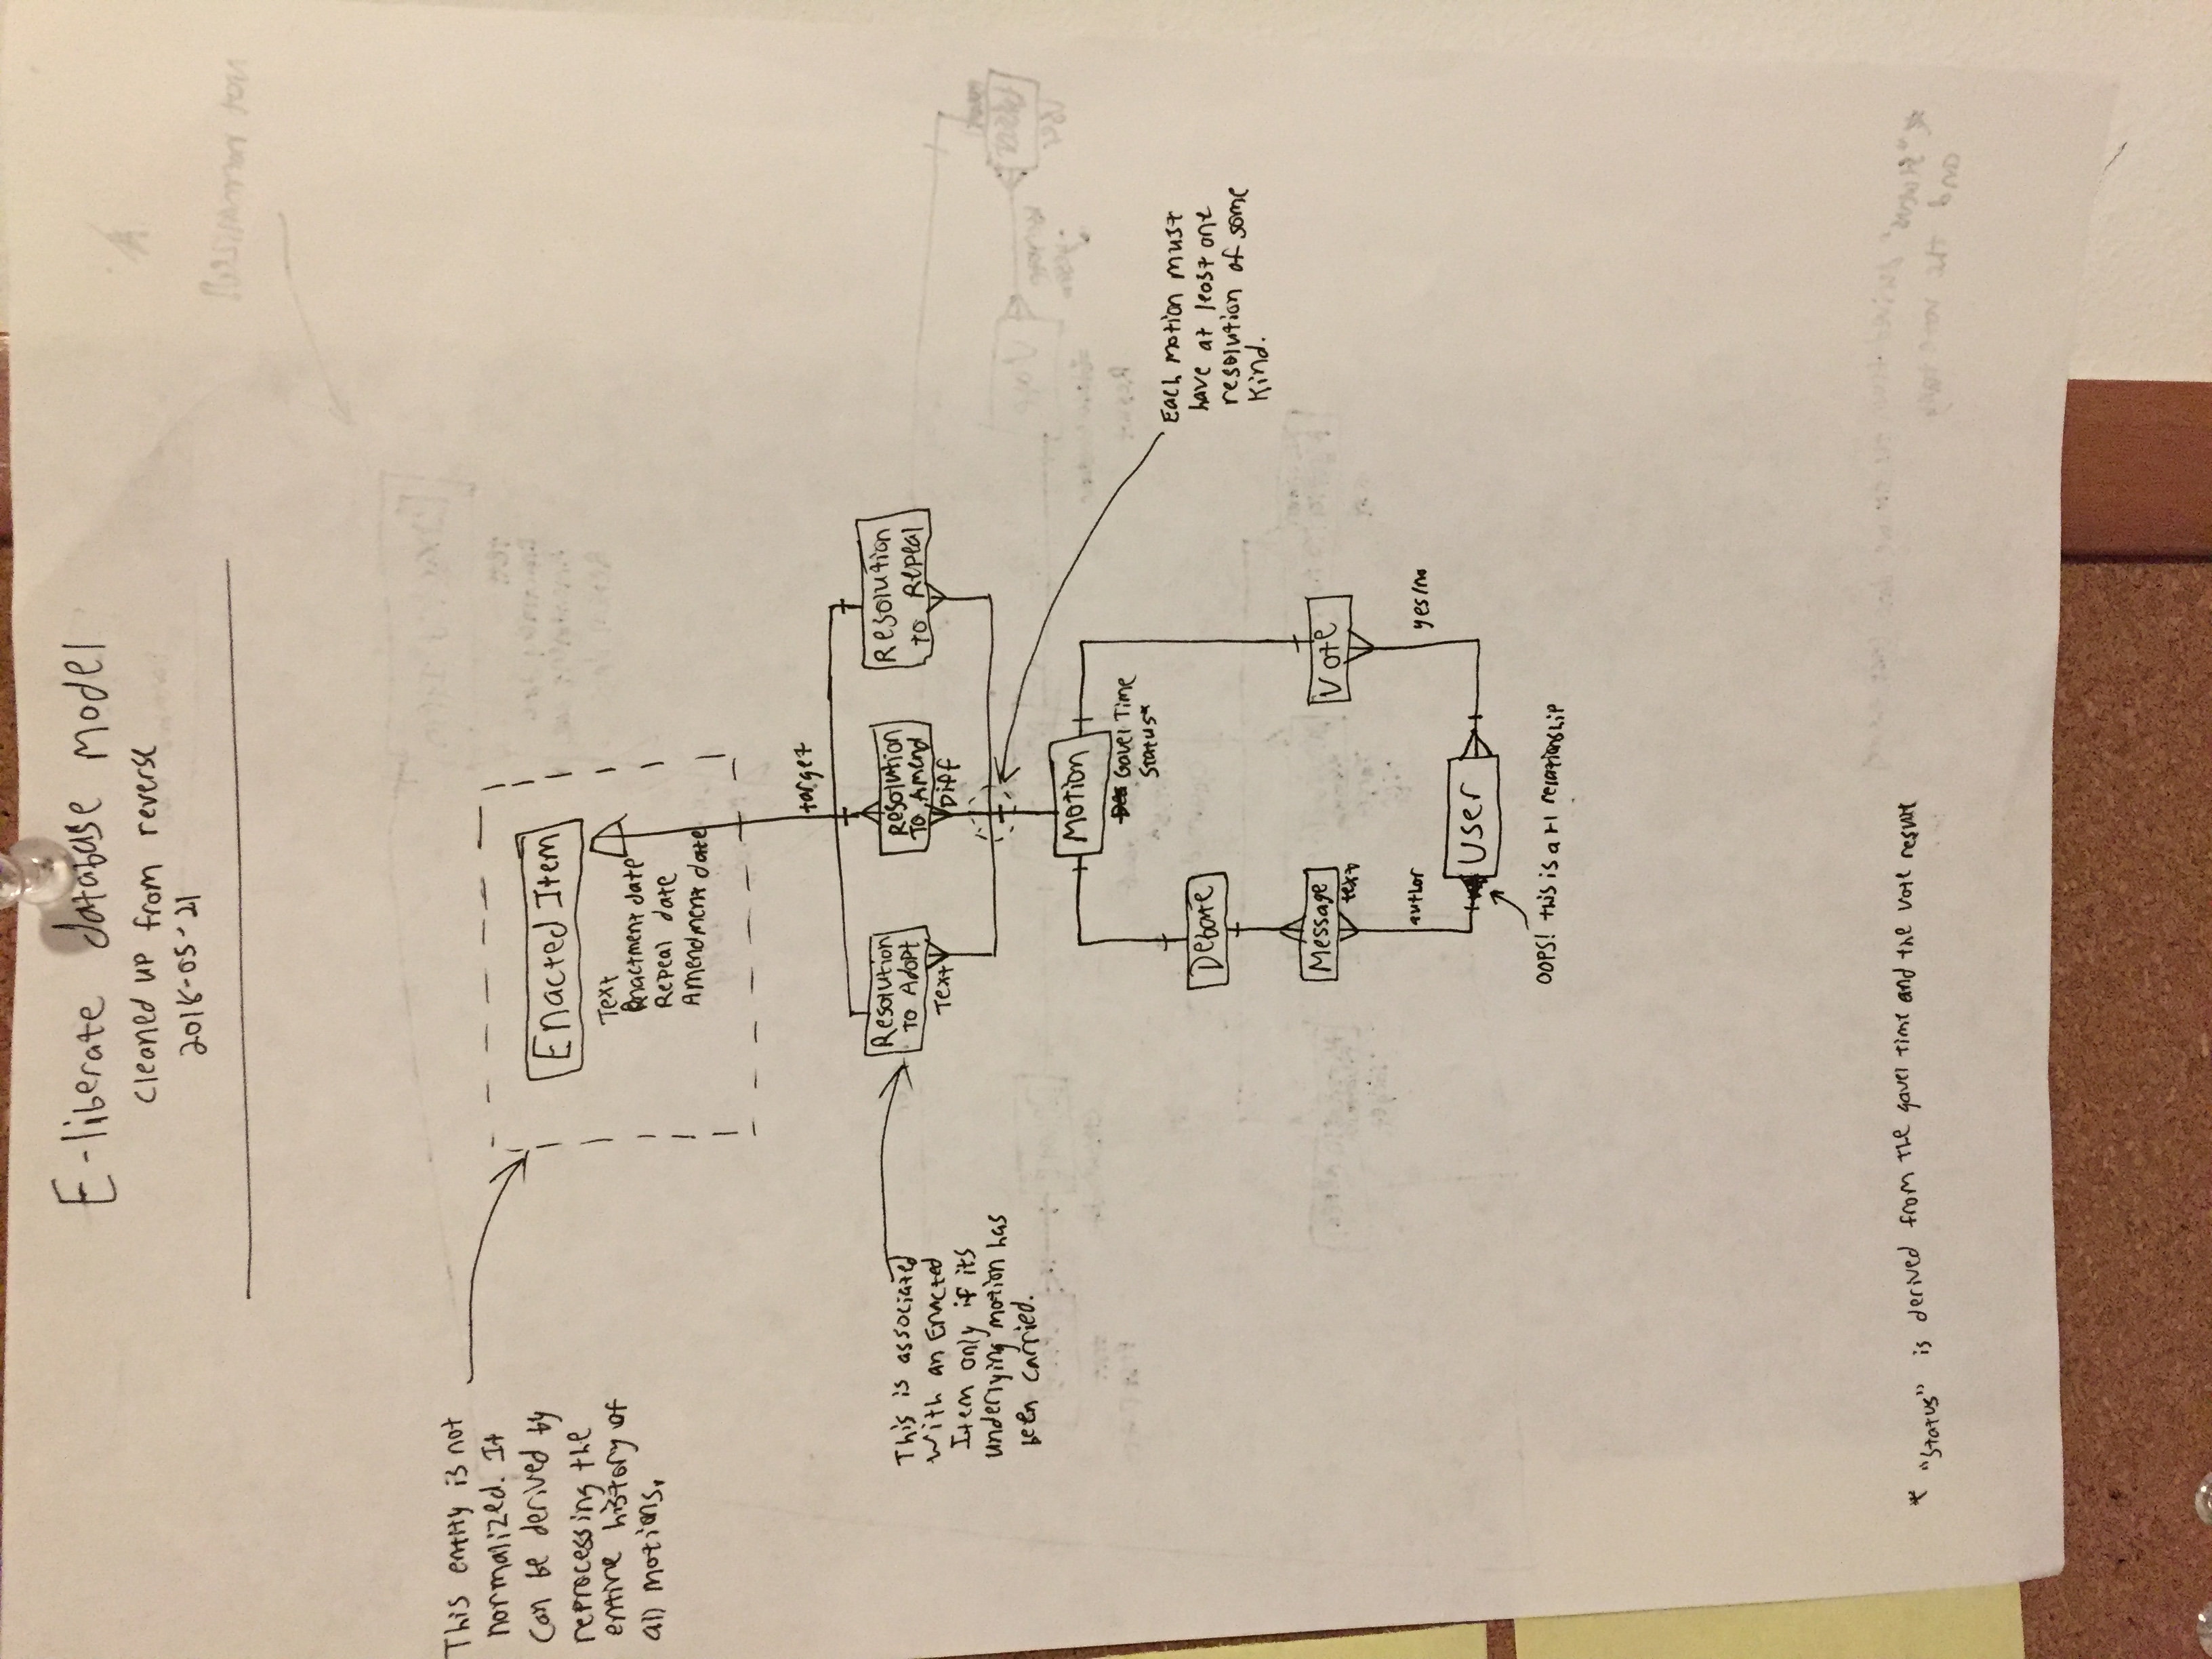 E-liberate database model
cleaned up from reverse
2018-05-21
This entity is not
normalized. It
can be derived by
reprocessing the
entire history of
all motions.
Enacted Item
Text
Enactment date
Repeal date
Amendment date
target
This is associated
with an Enacted
Item only if its
underlying motion has
been carried.
Resolution
to Adopt
Text
Resolution
to Amend
Diff
Resolution
to Repeal
Motion
Gavel Time
Status*
Each motion must
have at least one
resolution of some
kind.
Debate
Message
text
Vote
author
yes/no
User
OOPS! this is a 1 relationship
* "Status" is derived from the gavel time and the vote result
Not normalized
Enacted Item